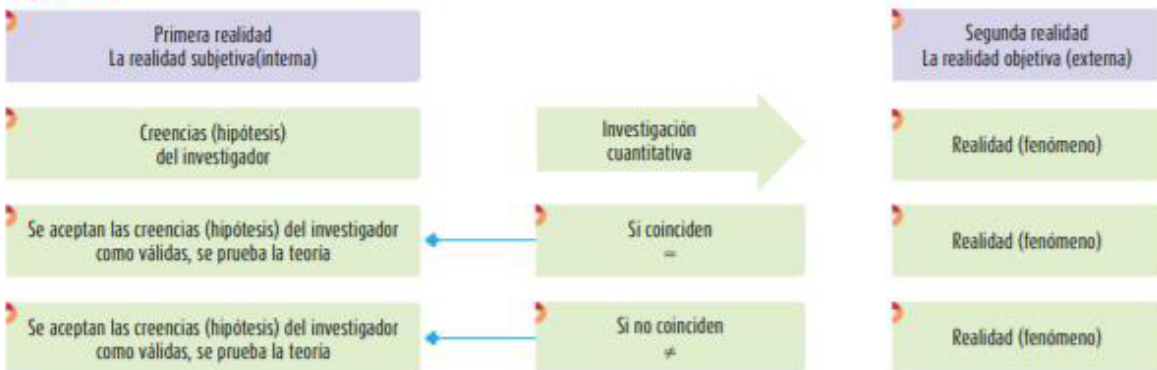 Primera realidad
La realidad subjetiva(interna)
Segunda realidad
La realidad objetiva (externa)
Creencias (hipótesis)
del investigador
Investigación
cuantitativa
Realidad (fenómeno)
Se aceptan las creencias (hipótesis) del investigador
como válidas, se prueba la teoría
Si coinciden
=
Realidad (fenómeno)
Se aceptan las creencias (hipótesis) del investigador
como válidas, se prueba la teoría
Si no coinciden
≠
Realidad (fenómeno)